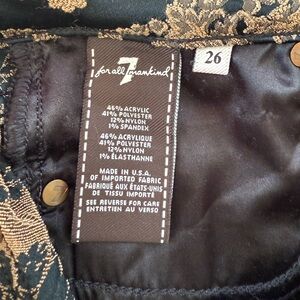 7
for all mankind
26
46% ACRYLIC
41% POLYESTER
12% NYLON
1% SPANDEX
46% ACRYLIQUE
41% POLYESTER
12% NYLON
1% ÉLASTHANNE
MADE IN U.S.A.
OF IMPORTED FABRIC
FABRIQUÉ AUX ÉTATS-UNIS
DE TISSU IMPORTÉ
SEE REVERSE FOR CARE
ENTRETIEN AU VERSO